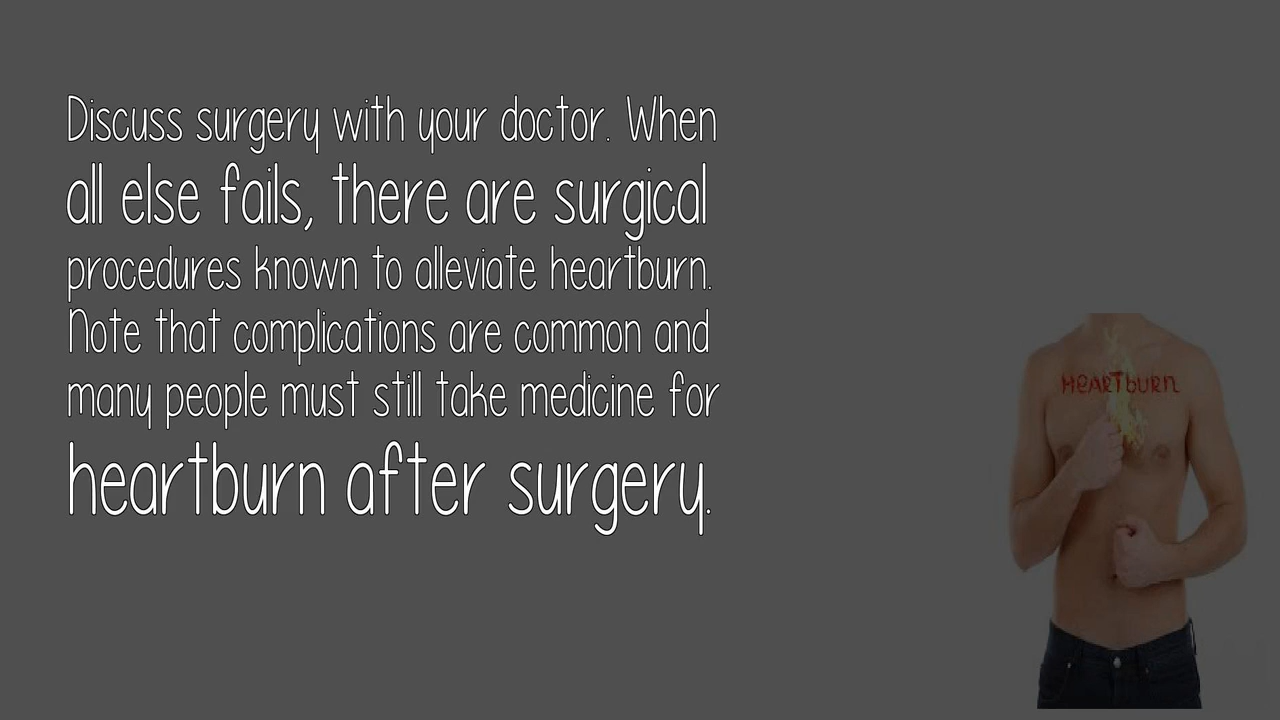 Discuss surgery with your doctor. When
all else fails, there are surgical
procedures known to alleviate heartburn.
Note that complications are common and
many people must still take medicine for
heartburn after surgery.
HEARTBURN